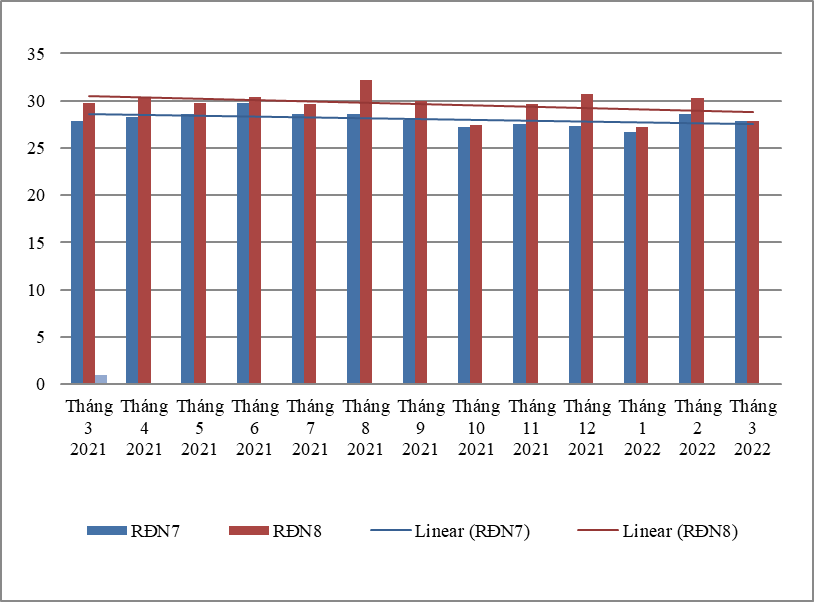 35
30
25
20
15
10
5
0
Tháng Tháng Tháng Tháng Tháng Tháng Tháng Tháng Tháng Tháng Tháng Tháng Tháng
3 4 5 6 7 8 9 10 11 12 1 2 3
2021 2021 2021 2021 2021 2021 2021 2021 2021 2021 2022 2022 2022
RĐN7 RĐN8 Linear (RĐN7) Linear (RĐN8)